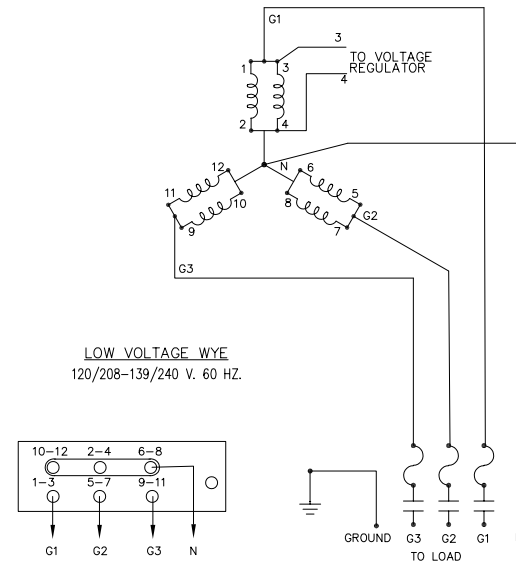 G1
3
TO VOLTAGE
REGULATOR
4
1 3
2 4
N
12 6
11 5
10 8
9 7
G2
G3
LOW VOLTAGE WYE
120/208-139/240 V. 60 HZ.
10-12 2-4 6-8
1-3 5-7 9-11
G1 G2 G3 N
GROUND G3 G2 G1
TO LOAD